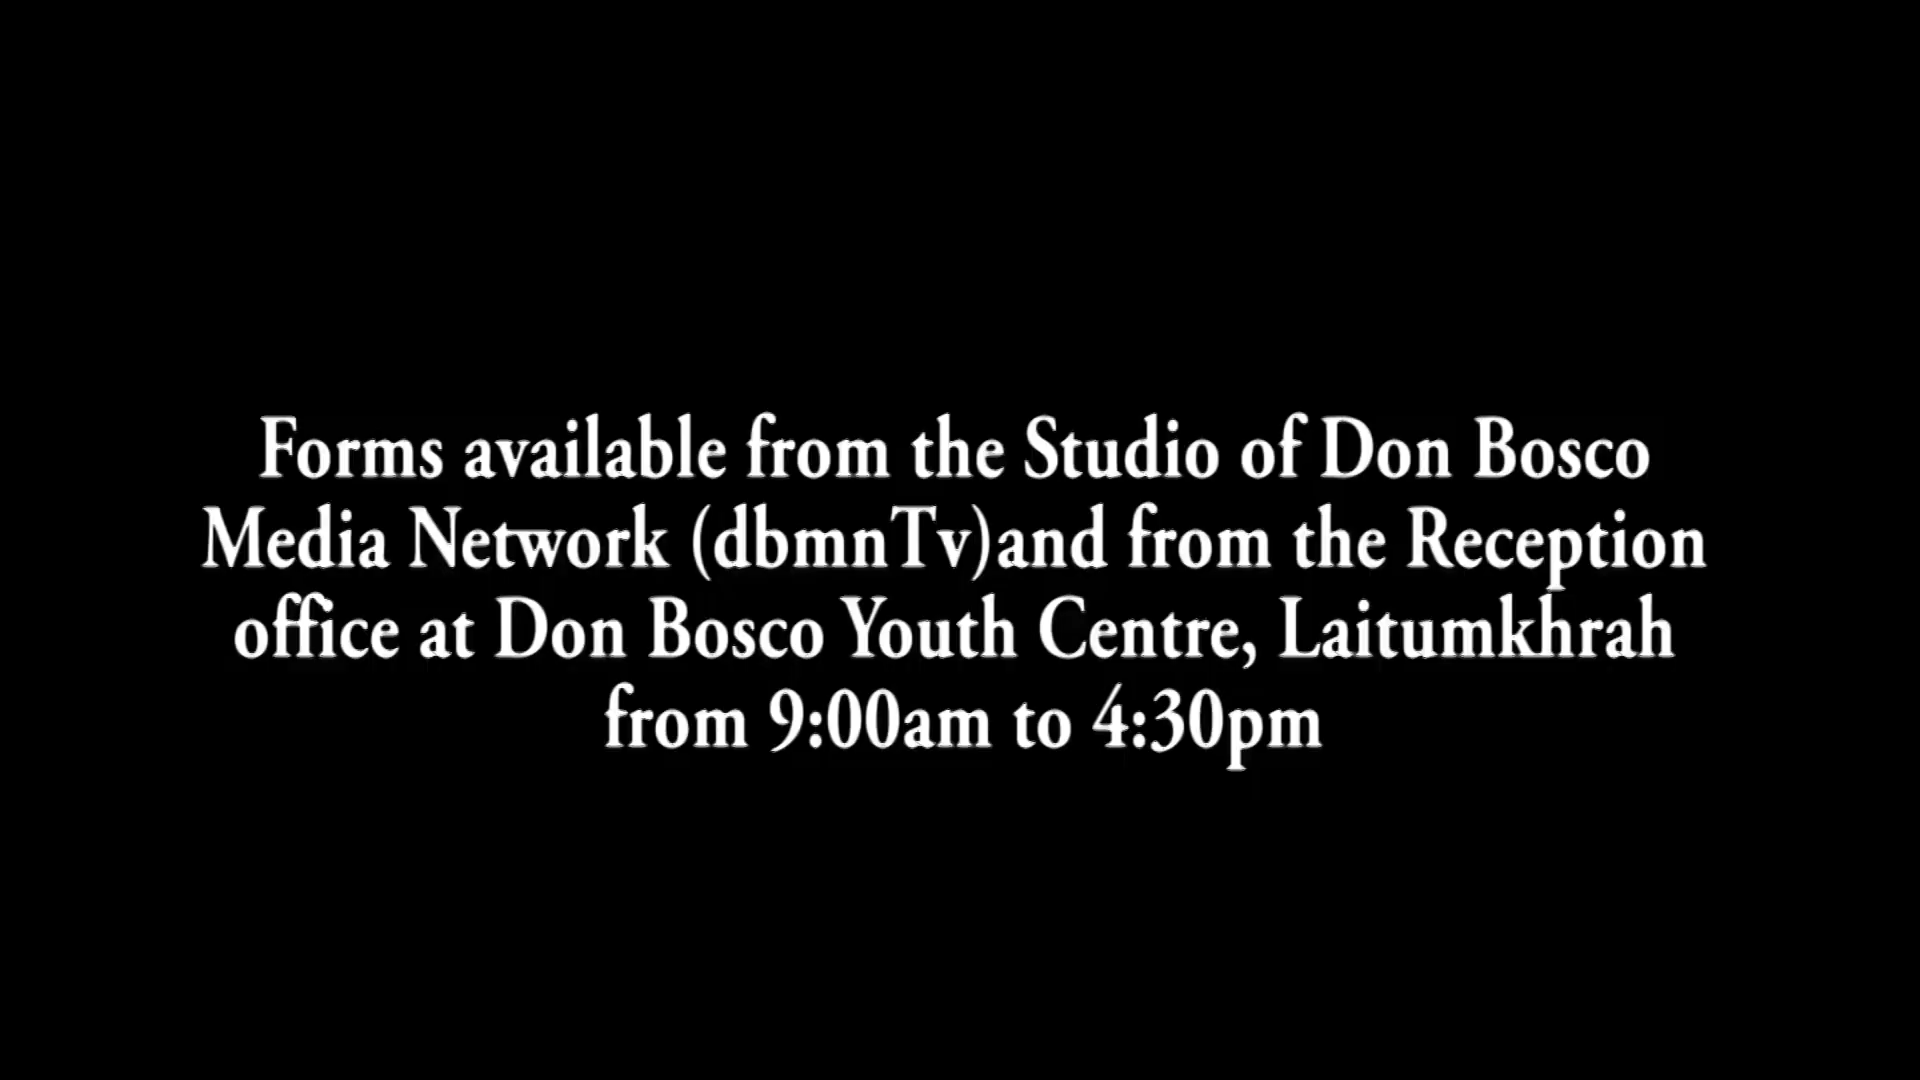 Forms available from the Studio of Don Bosco
Media Network (dbmnTv)and from the Reception
office at Don Bosco Youth Centre, Laitumkhrah
from 9:00am to 4:30pm